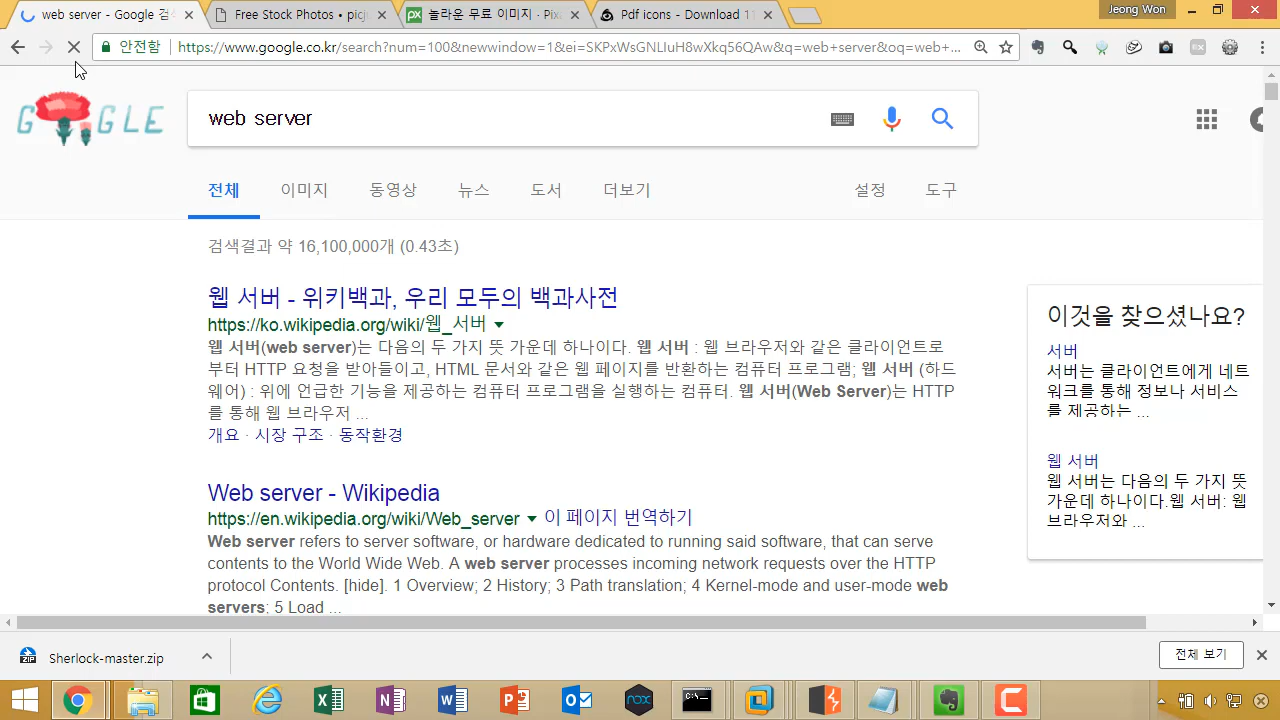 web server - Google 검색
Free Stock Photos • picju
놀라운 무료 이미지 - Pixa
Pdf icons - Download 11
Jeong Won
안전함
https://www.google.co.kr/search?num=100&newwindow=1&ei=SKPxWsGNLIuH8wXkq56QAw&q=web+server&oq=web+...
GOOGLE
web server
전체 이미지 동영상 뉴스 도서 더보기 설정 도구
검색결과 약 16,100,000개 (0.43초)
웹 서버 - 위키백과, 우리 모두의 백과사전
https://ko.wikipedia.org/wiki/웹_서버
웹 서버(web server)는 다음의 두 가지 뜻 가운데 하나이다. 웹 서버 : 웹 브라우저와 같은 클라이언트로
부터 HTTP 요청을 받아들이고, HTML 문서와 같은 웹 페이지를 반환하는 컴퓨터 프로그램; 웹 서버 (하드
웨어) : 위에 언급한 기능을 제공하는 컴퓨터 프로그램을 실행하는 컴퓨터. 웹 서버(Web Server)는 HTTP
를 통해 웹 브라우저 ...
개요 · 시장 구조 · 동작환경
Web server - Wikipedia
https://en.wikipedia.org/wiki/Web_server 이 페이지 번역하기
Web server refers to server software, or hardware dedicated to running said software, that can serve
contents to the World Wide Web. A web server processes incoming network requests over the HTTP
protocol Contents. [hide]. 1 Overview; 2 History; 3 Path translation; 4 Kernel-mode and user-mode web
servers; 5 Load ...
이것을 찾으셨나요?
서버
서버는 클라이언트에게 네트
워크를 통해 정보나 서비스
를 제공하는 ...
웹 서버
웹 서버는 다음의 두 가지 뜻
가운데 하나이다.웹 서버: 웹
브라우저와 ...
Sherlock-master.zip
전체 보기